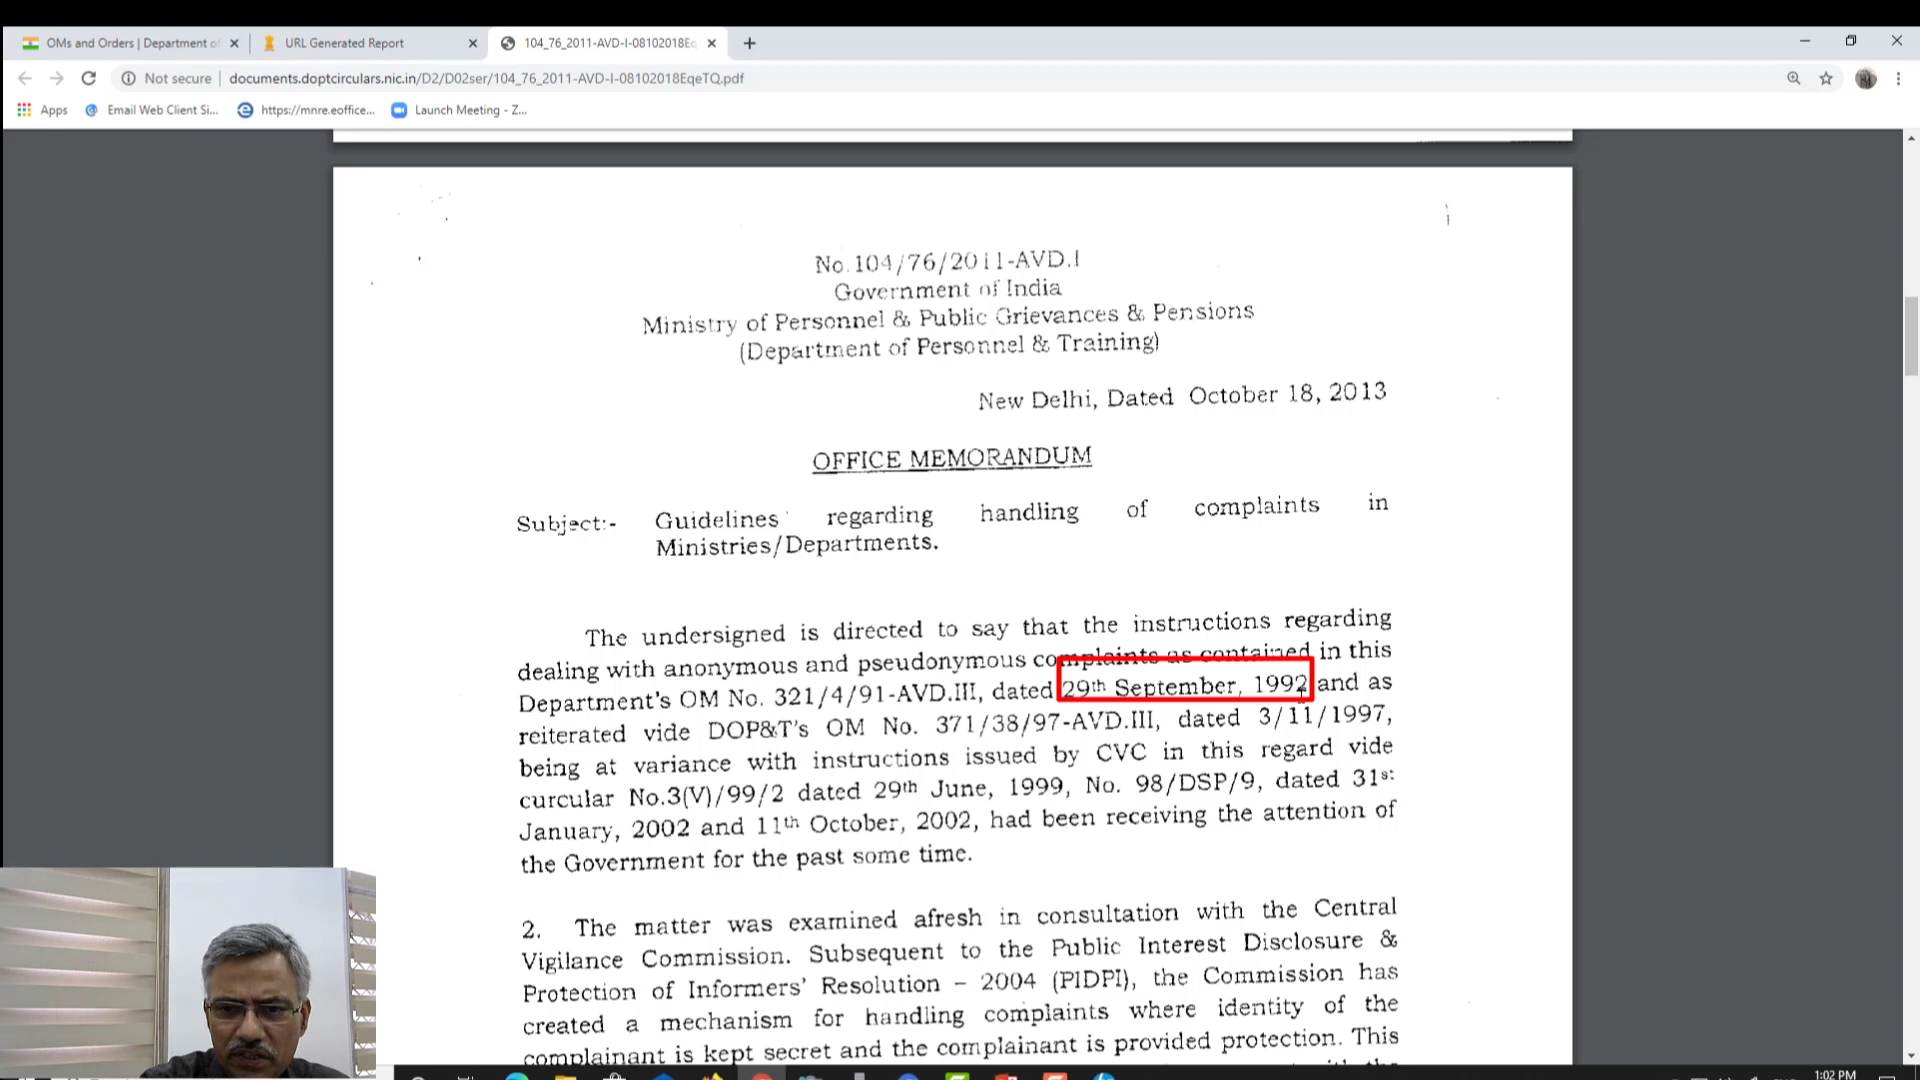 OMs and Orders | Department of
URL Generated Report
104_76_2011-AVD-I-08102018Eq
Not secure
documents.doptcirculars.nic.in/D2/D02ser/104_76_2011-AVD-I-08102018EqeTQ.pdf
Apps
Email Web Client Si...
https://mnre.eoffice...
Launch Meeting - Z...
No.104/76/2011-AVD.I
Government of India
Ministry of Personnel & Public Grievances & Pensions
(Department of Personnel & Training)
New Delhi, Dated October 18, 2013
OFFICE MEMORANDUM
Subject:- Guidelines regarding handling of complaints in
Ministries/Departments.
The undersigned is directed to say that the instructions regarding
dealing with anonymous and pseudonymous complaints as contained in this
Department's OM No. 321/4/91-AVD.III, dated 29th September, 1992 and as
reiterated vide DOP&T's OM No. 371/38/97-AVD.III, dated 3/11/1997,
being at variance with instructions issued by CVC in this regard vide
curcular No.3(V)/99/2 dated 29th June, 1999, No. 98/DSP/9, dated 31st
January, 2002 and 11th October, 2002, had been receiving the attention of
the Government for the past some time.
2. The matter was examined afresh in consultation with the Central
Vigilance Commission. Subsequent to the Public Interest Disclosure &
Protection of Informers' Resolution – 2004 (PIDPI), the Commission has
created a mechanism for handling complaints where identity of the
complainant is kept secret and the complainant is provided protection. This
1:02 PM